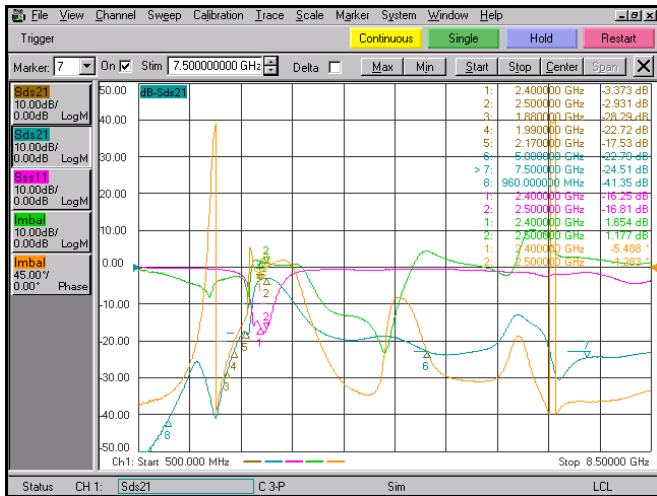 File View Channel Sweep Calibration Trace Scale Marker System Window Help
Trigger Continuous Single Hold Restart
Marker: 7 On Stim 7.500000000 GHz Delta Max Min Start Stop Center Span
Sds21
10.00dB/
0.00dB LogM
Sds21
10.00dB/
0.00dB LogM
Sss11
10.00dB/
0.00dB LogM
Imbal
10.00dB/
0.00dB LogM
Imbal
45.00°/
0.00° Phase
50.00
40.00
30.00
20.00
10.00
0.00
-10.00
-20.00
-30.00
-40.00
-50.00
dB-Sds21
1: 2.400000 GHz -3.373 dB
2: 2.500000 GHz -2.931 dB
3: 1.880000 GHz -28.29 dB
4: 1.990000 GHz -22.72 dB
5: 2.170000 GHz -17.53 dB
6: 5.000000 GHz -22.79 dB
> 7: 7.500000 GHz -24.51 dB
8: 960.000000 MHz -41.35 dB
1: 2.400000 GHz -16.25 dB
2: 2.500000 GHz -16.81 dB
1: 2.400000 GHz 1.654 dB
2: 2.500000 GHz 1.177 dB
1: 2.400000 GHz -5.488 °
2: 2.500000 GHz
2
2
2
1
5
4
3
8
6
7
Ch1: Start 500.000 MHz Stop 8.50000 GHz
Status CH 1: Sds21 C 3-P Sim LCL